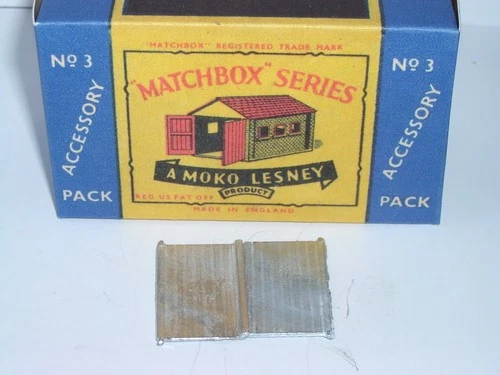 "MATCHBOX" REGISTERED TRADE MARK
Nº 3
Nº 3
"MATCHBOX" SERIES
ACCESSORY
ACCESSORY
A MOKO LESNEY
PRODUCT
PACK
REG US PAT OFF
PACK
MADE IN ENGLAND